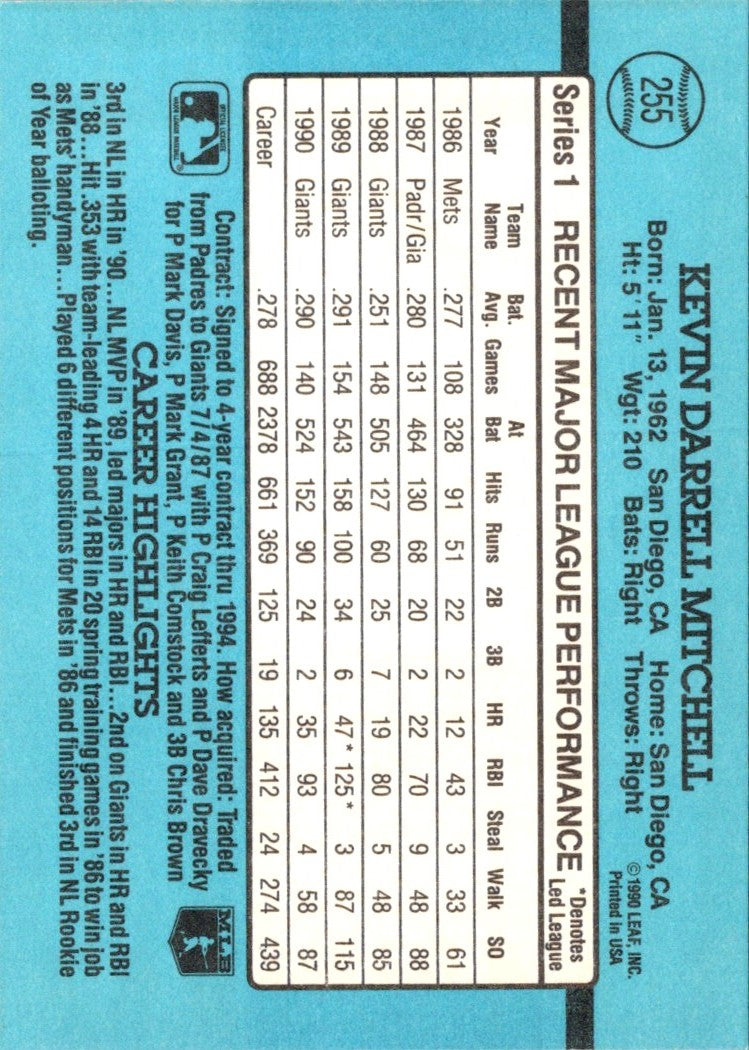 255
KEVIN DARRELL MITCHELL
Born: Jan. 13, 1962 San Diego, CA Home: San Diego, CA
Ht: 5' 11" Wgt: 210 Bats: Right Throws: Right
©1990 LEAF, INC.
Printed in USA
Series 1 RECENT MAJOR LEAGUE PERFORMANCE *Denotes
Led League
Team Bat. At
Year Name Avg. Games Bat Hits Runs 2B 3B HR RBI Steal Walk SO
1986 Mets .277 108 328 91 51 22 2 12 43 3 33 61
1987 Padr/Gia .280 131 464 130 68 20 2 22 70 9 48 88
1988 Giants .251 148 505 127 60 25 7 19 80 5 48 85
1989 Giants .291 154 543 158 100 34 6 47* 125* 3 87 115
1990 Giants .290 140 524 152 90 24 2 35 93 4 58 87
Career .278 688 2378 661 369 125 19 135 412 24 274 439
OFFICIAL LICENSEE
MAJOR LEAGUE BASEBALL
Contract: Signed to 4-year contract thru 1994. How acquired: Traded
from Padres to Giants 7/4/87 with P Craig Lefferts and P Dave Dravecky
for P Mark Davis, P Mark Grant, P Keith Comstock and 3B Chris Brown
MLB
CAREER HIGHLIGHTS
3rd in NL in HR in '90...NL MVP in '89, led majors in HR and RBI...2nd on Giants in HR and RBI
in '88...Hit .353 with team-leading 4 HR and 14 RBI in 20 spring training games in '86 to win job
as Mets' handyman...Played 6 different positions for Mets in '86 and finished 3rd in NL Rookie
of Year balloting.